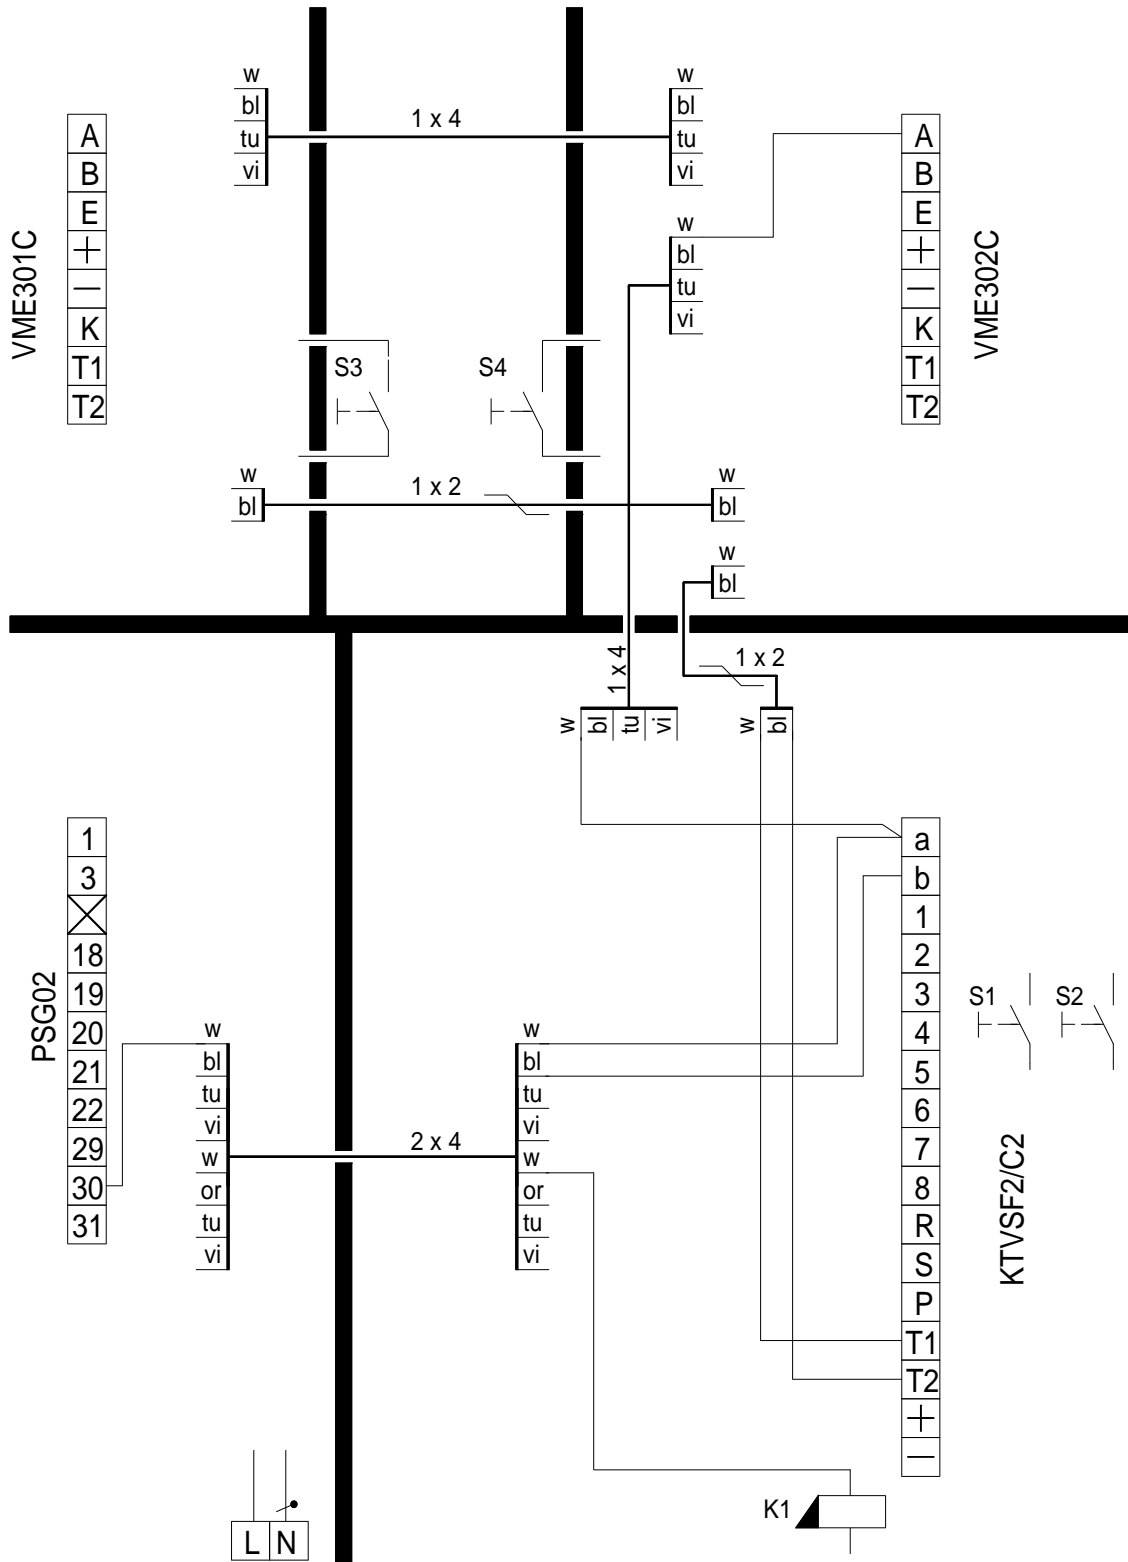 VME301C
A
B
E
+
—
K
T1
T2
w
bl
tu
vi
1 x 4
w
bl
tu
vi
w
bl
tu
vi
A
B
E
+
—
K
T1
T2
VME302C
S3
S4
w
bl
1 x 2
w
bl
w
bl
1 x 4
1 x 2
w
bl
tu
vi
w
bl
PSG02
1
3
18
19
20
21
22
29
30
31
w
bl
tu
vi
w
or
tu
vi
2 x 4
w
bl
tu
vi
w
or
tu
vi
a
b
1
2
3
4
5
6
7
8
R
S
P
T1
T2
+
—
S1
S2
KTVSF2/C2
L N
K1